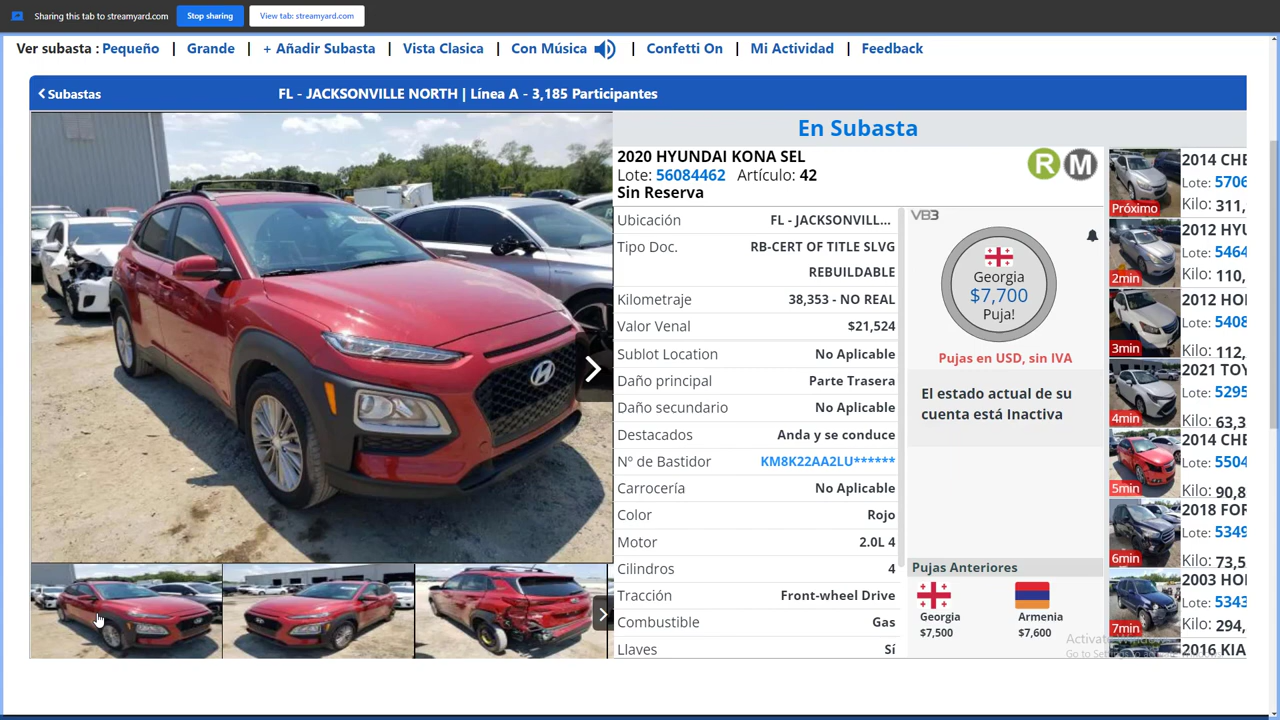 Sharing this tab to streamyard.com
Stop sharing
View tab: streamyard.com
Ver subasta : Pequeño | Grande | + Añadir Subasta | Vista Clasica | Con Música | Confetti On | Mi Actividad | Feedback
Subastas
FL - JACKSONVILLE NORTH | Línea A - 3,185 Participantes
En Subasta
2020 HYUNDAI KONA SEL
Lote: 56084462 Artículo: 42
Sin Reserva
R M
Ubicación FL - JACKSONVILL...
Tipo Doc. RB-CERT OF TITLE SLVG
REBUILDABLE
Kilometraje 38,353 - NO REAL
Valor Venal $21,524
Sublot Location No Aplicable
Daño principal Parte Trasera
Daño secundario No Aplicable
Destacados Anda y se conduce
Nº de Bastidor KM8K22AA2LU******
Carrocería No Aplicable
Color Rojo
Motor 2.0L 4
Cilindros 4
Tracción Front-wheel Drive
Combustible Gas
Llaves Sí
VB3
Georgia
$7,700
Puja!
Pujas en USD, sin IVA
El estado actual de su
cuenta está Inactiva
Pujas Anteriores
Georgia
$7,500
Armenia
$7,600
Activate Windows
Go to Settings to activate Windows.
2014 CHE
Lote: 5706
Próximo
Kilo: 311,
2012 HYU
Lote: 5464
2min
Kilo: 110,
2012 HO
Lote: 5408
3min
Kilo: 112,
2021 TOY
Lote: 5295
4min
Kilo: 63,3
2014 CHE
Lote: 5504
5min
Kilo: 90,8
2018 FOR
Lote: 5349
6min
Kilo: 73,5
2003 HO
Lote: 5343
7min
Kilo: 294,
2016 KIA